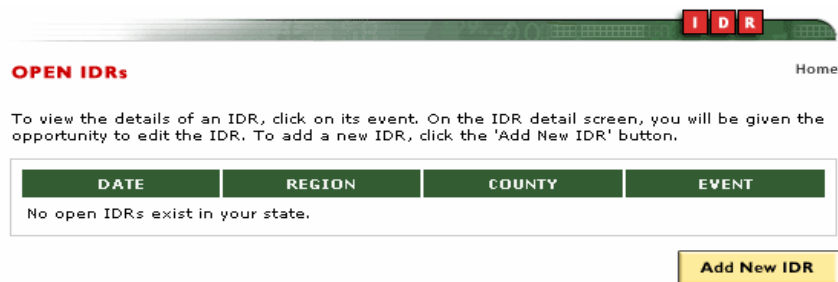 I D R
OPEN IDRs
Home
To view the details of an IDR, click on its event. On the IDR detail screen, you will be given the
opportunity to edit the IDR. To add a new IDR, click the 'Add New IDR' button.
DATE REGION COUNTY EVENT
No open IDRs exist in your state.
Add New IDR